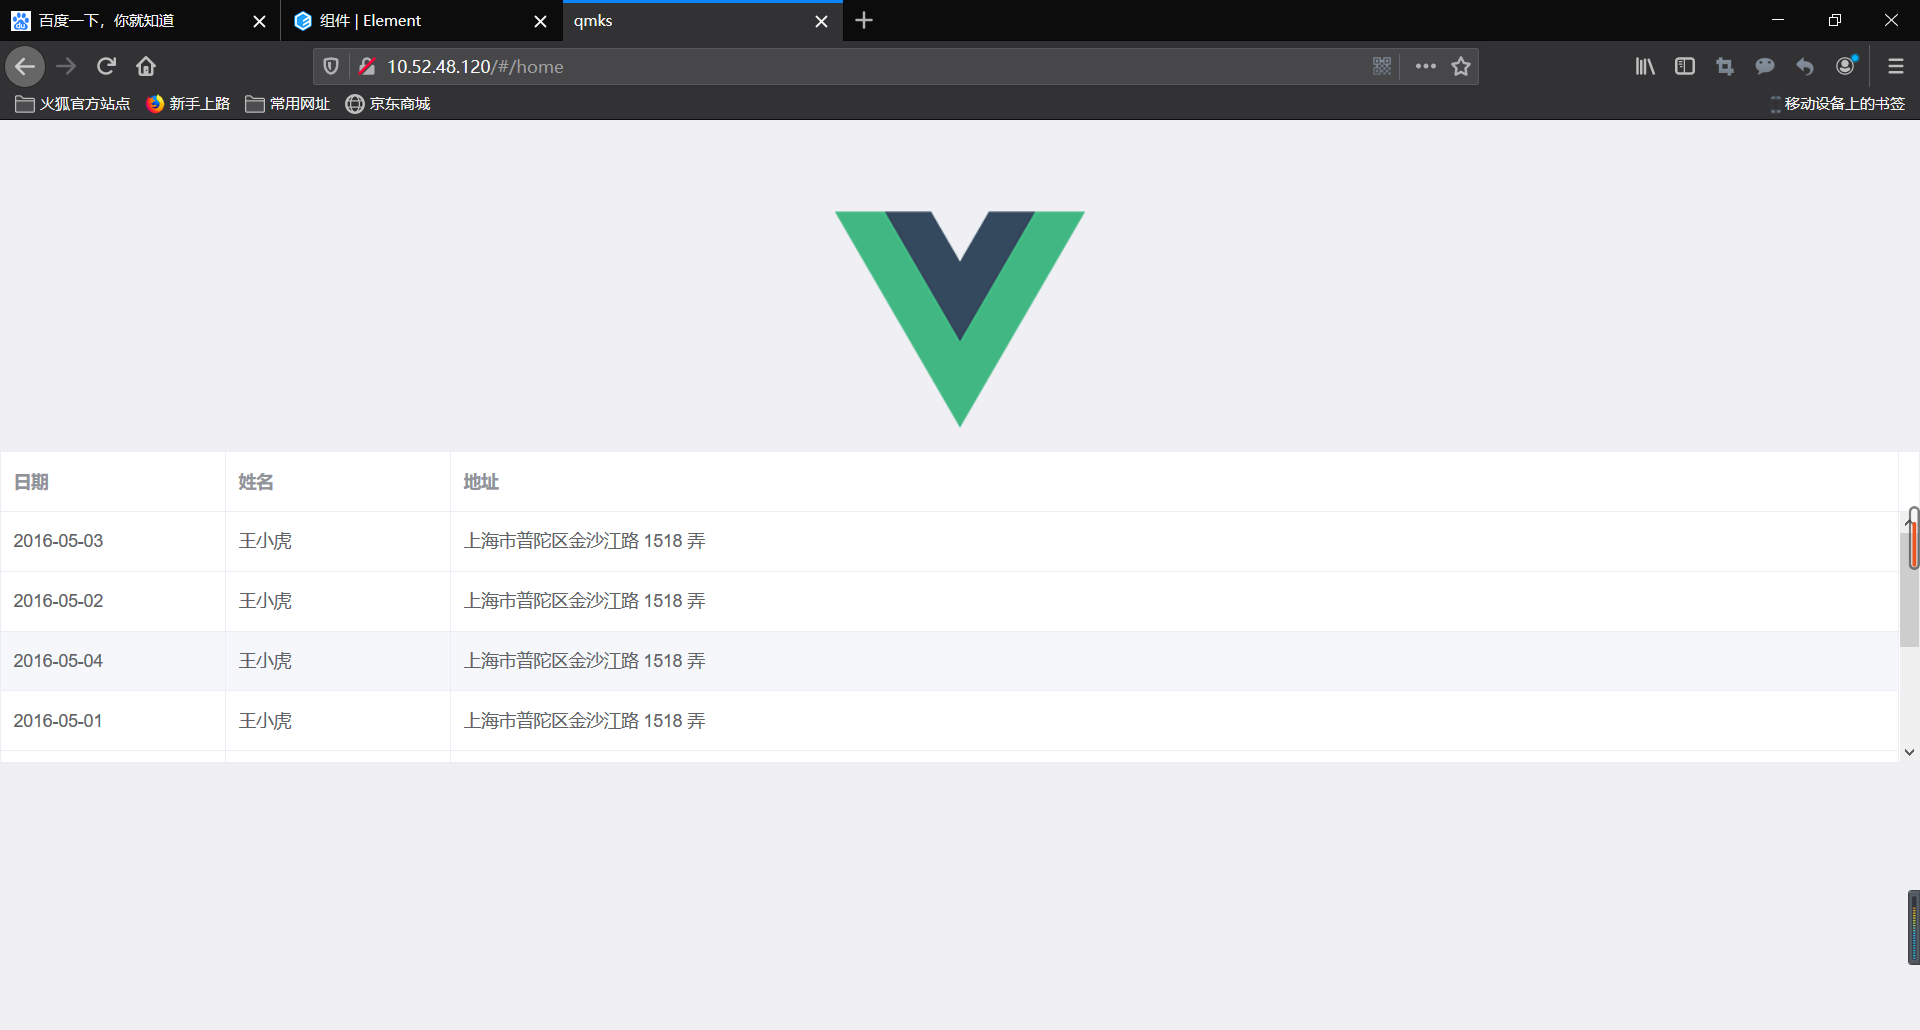 百度一下，你就知道
组件 | Element
qmks
10.52.48.120/#/home
火狐官方站点 新手上路 常用网址 京东商城 移动设备上的书签
日期 姓名 地址
2016-05-03 王小虎 上海市普陀区金沙江路 1518 弄
2016-05-02 王小虎 上海市普陀区金沙江路 1518 弄
2016-05-04 王小虎 上海市普陀区金沙江路 1518 弄
2016-05-01 王小虎 上海市普陀区金沙江路 1518 弄